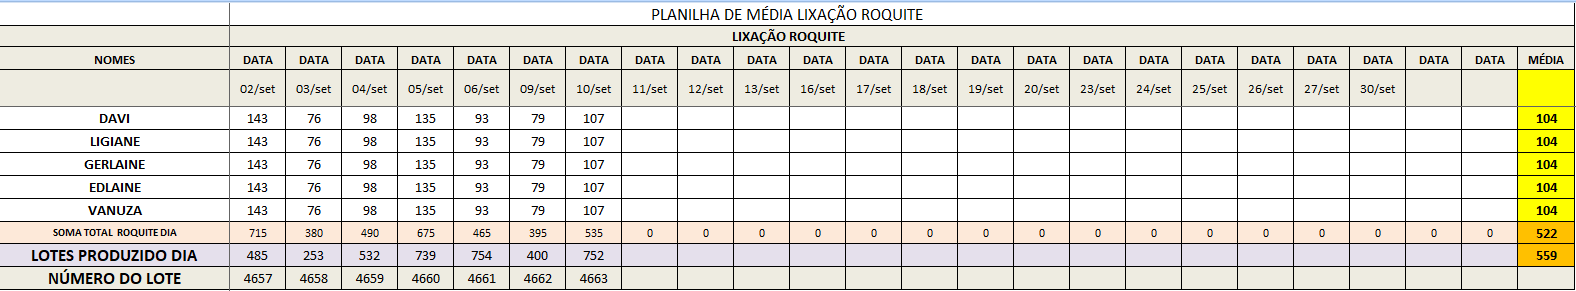 PLANILHA DE MÉDIA LIXAÇÃO ROQUITE
LIXAÇÃO ROQUITE
NOMES DATA DATA DATA DATA DATA DATA DATA DATA DATA DATA DATA DATA DATA DATA DATA DATA DATA DATA DATA DATA DATA DATA DATA MÉDIA
02/set 03/set 04/set 05/set 06/set 09/set 10/set 11/set 12/set 13/set 16/set 17/set 18/set 19/set 20/set 23/set 24/set 25/set 26/set 27/set 30/set
DAVI 143 76 98 135 93 79 107 104
LIGIANE 143 76 98 135 93 79 107 104
GERLAINE 143 76 98 135 93 79 107 104
EDLAINE 143 76 98 135 93 79 107 104
VANUZA 143 76 98 135 93 79 107 104
SOMA TOTAL ROQUITE DIA 715 380 490 675 465 395 535 0 0 0 0 0 0 0 0 0 0 0 0 0 0 0 0 522
LOTES PRODUZIDO DIA 485 253 532 739 754 400 752 559
NÚMERO DO LOTE 4657 4658 4659 4660 4661 4662 4663